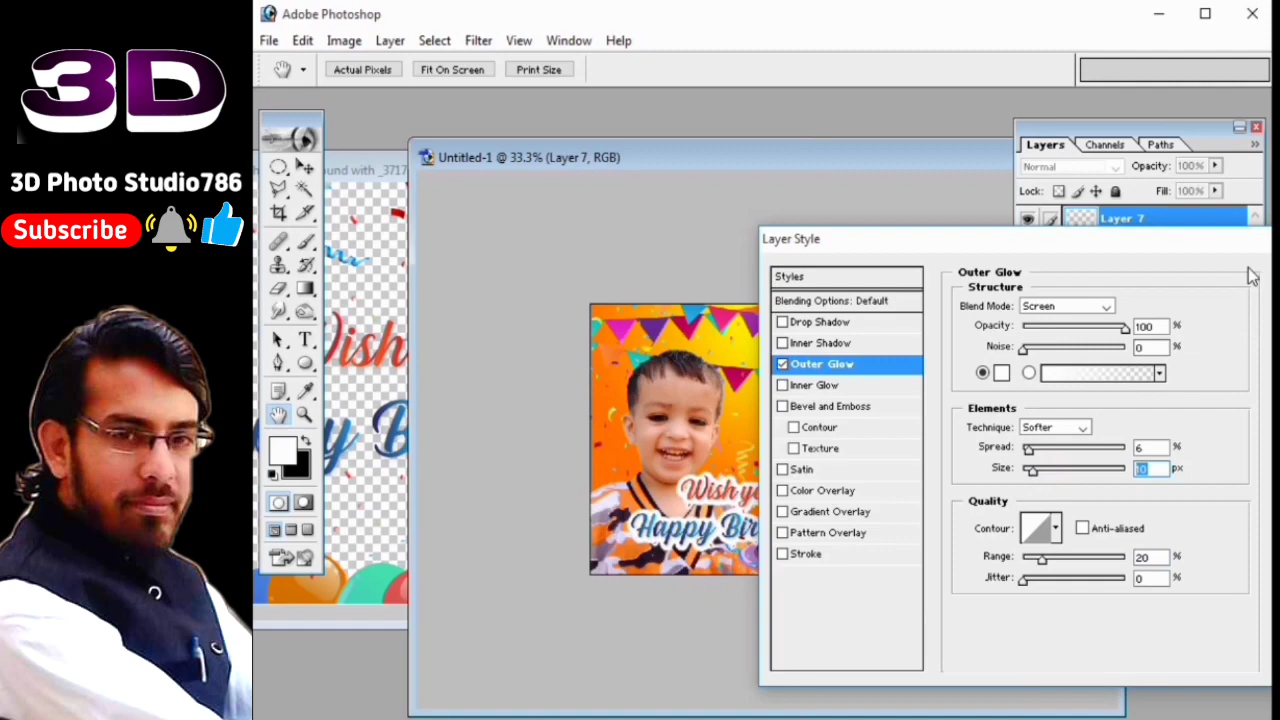 3D
3D Photo Studio786
Subscribe
Adobe Photoshop
File Edit Image Layer Select Filter View Window Help
Actual Pixels Fit On Screen Print Size
ound with _3717
Untitled-1 @ 33.3% (Layer 7, RGB)
Wish
y B
Wish yo
Happy Bir
Layers Channels Paths
Normal Opacity: 100%
Lock: Fill: 100%
Layer 7
Layer Style
Styles
Blending Options: Default
Drop Shadow
Inner Shadow
Outer Glow
Inner Glow
Bevel and Emboss
Contour
Texture
Satin
Color Overlay
Gradient Overlay
Pattern Overlay
Stroke
Outer Glow
Structure
Blend Mode: Screen
Opacity: 100 %
Noise: 0 %
Elements
Technique: Softer
Spread: 6 %
Size: 10 px
Quality
Contour: Anti-aliased
Range: 20 %
Jitter: 0 %